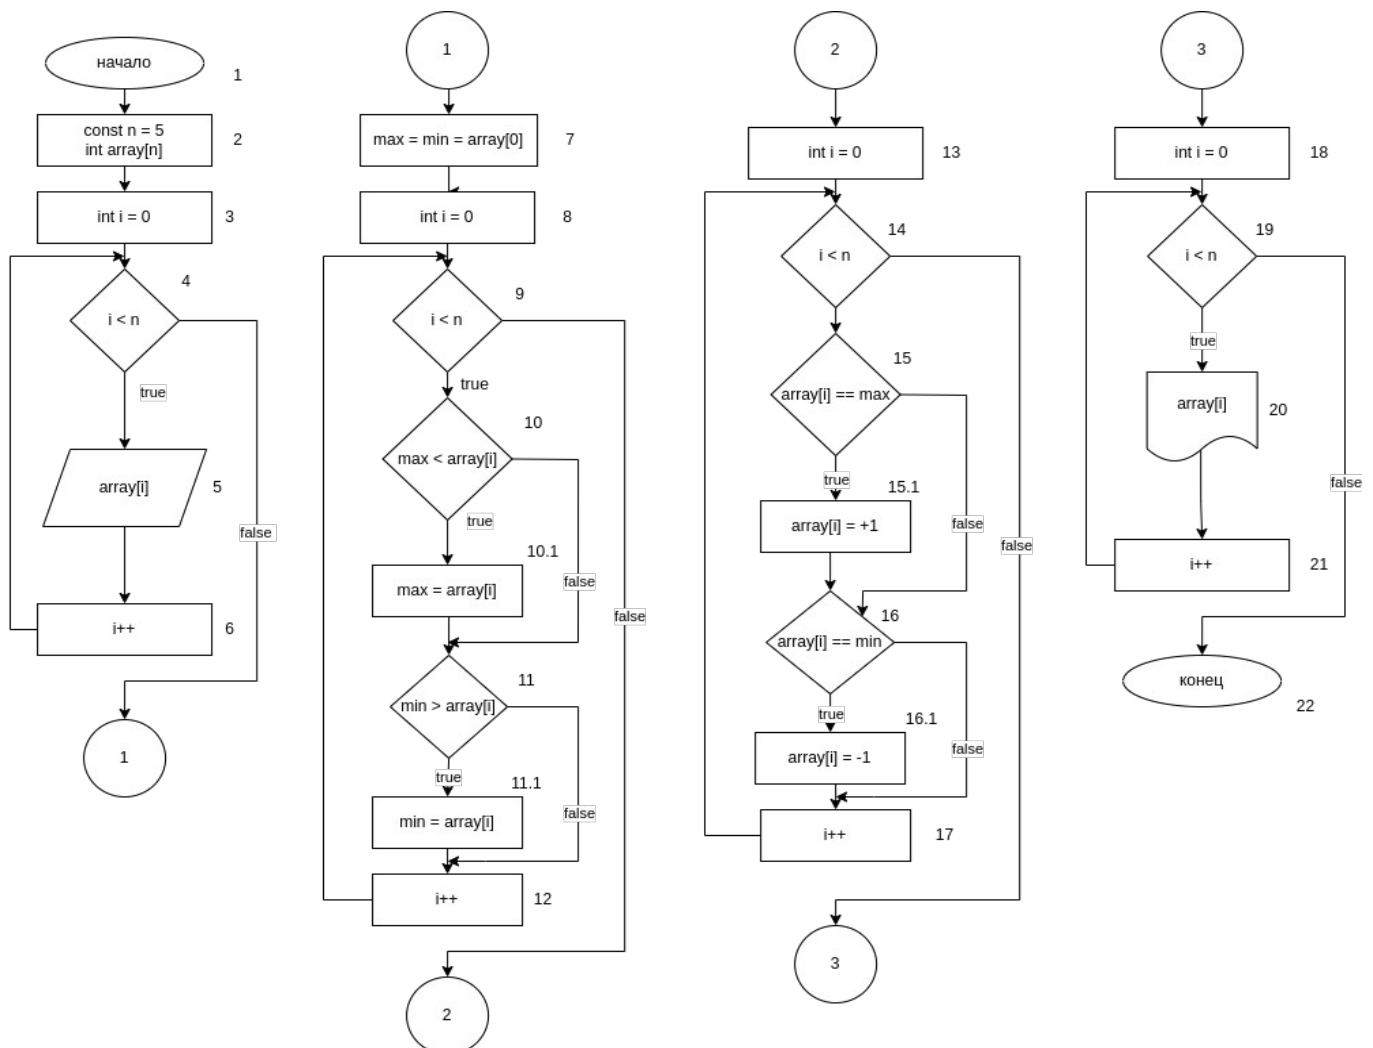 начало
1
const n = 5
int array[n]
2
int i = 0
3
4
i < n
true
array[i]
5
false
i++
6
1
1
max = min = array[0]
7
int i = 0
8
9
i < n
true
10
max < array[i]
true
10.1
false
max = array[i]
false
11
min > array[i]
true
11.1
false
min = array[i]
i++
12
2
2
int i = 0
13
14
i < n
15
array[i] == max
true
15.1
array[i] = +1
false
false
16
array[i] == min
true
16.1
false
array[i] = -1
i++
17
3
3
int i = 0
18
19
i < n
true
array[i]
20
false
i++
21
конец
22